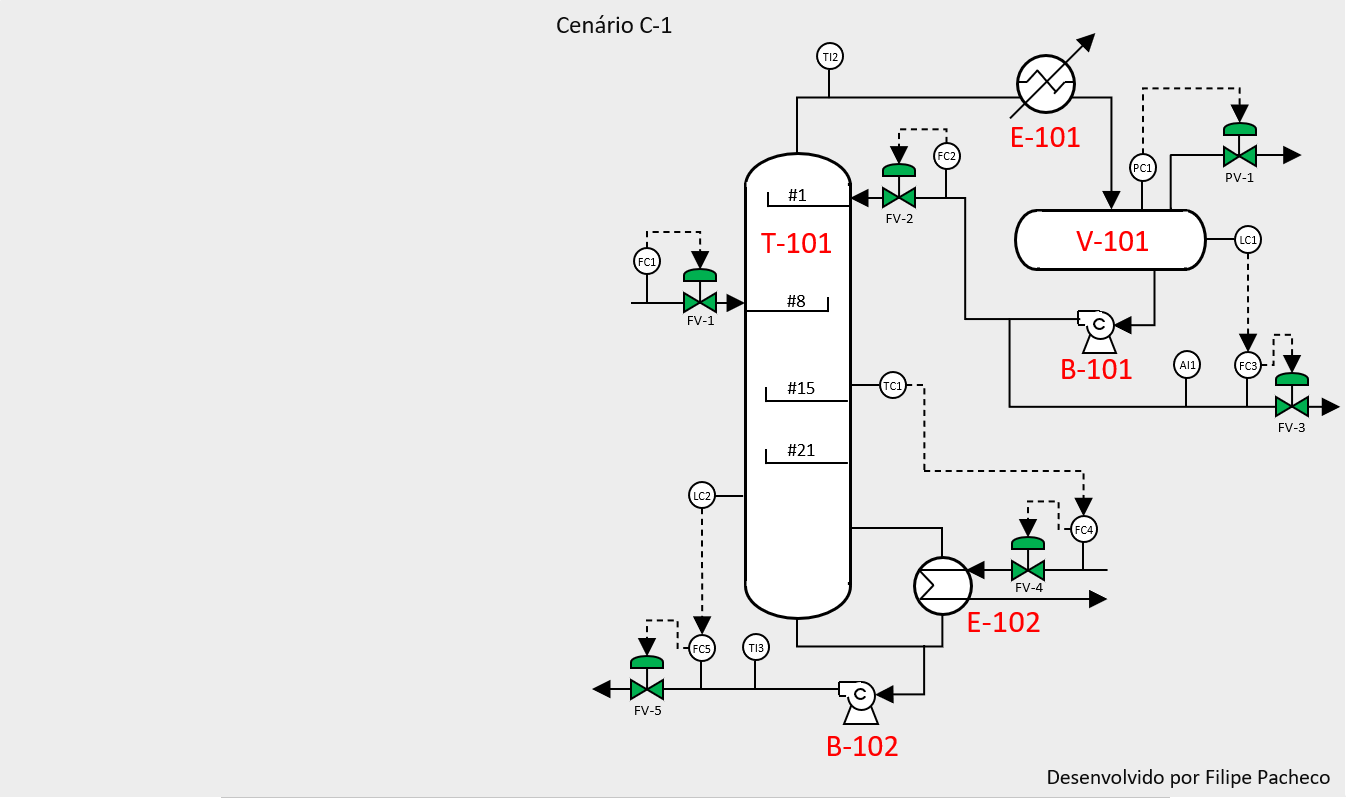 Cenário C-1
TI2
E-101
FC2
PC1
PV-1
#1
FV-2
T-101
V-101
LC1
FC1
#8
FV-1
B-101
AI1
FC3
#15
TC1
FV-3
#21
LC2
FC4
FV-4
E-102
FC5
TI3
C
C
FV-5
B-102
Desenvolvido por Filipe Pacheco